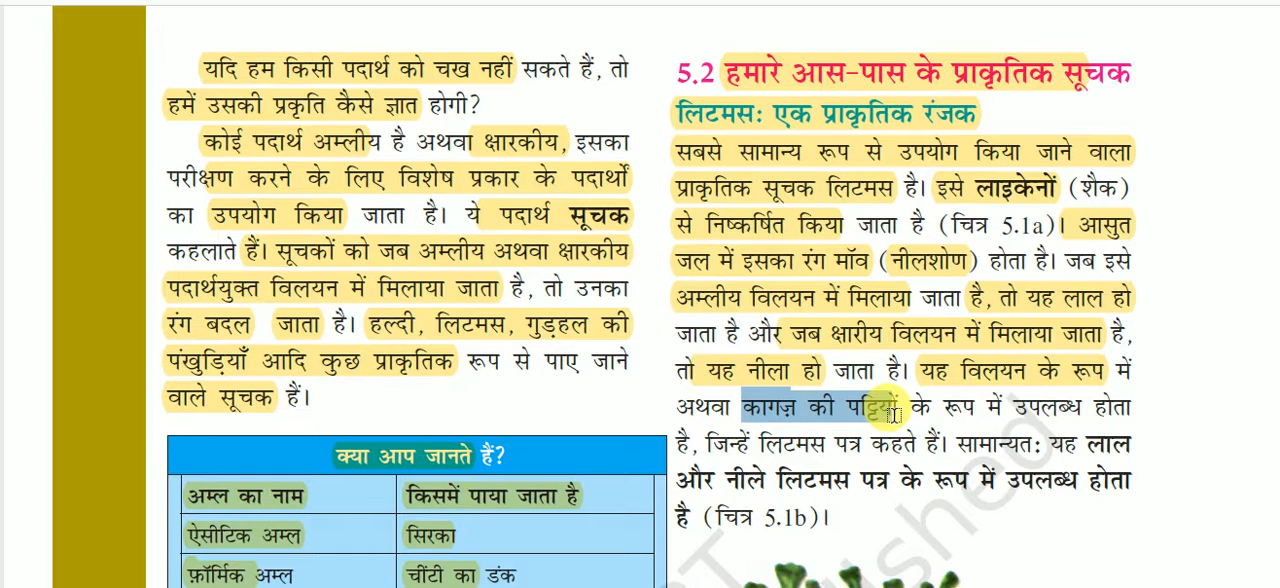 यदि हम किसी पदार्थ को चख नहीं सकते हैं, तो
हमें उसकी प्रकृति कैसे ज्ञात होगी?
कोई पदार्थ अम्लीय है अथवा क्षारकीय, इसका
परीक्षण करने के लिए विशेष प्रकार के पदार्थों
का उपयोग किया जाता है। ये पदार्थ सूचक
कहलाते हैं। सूचकों को जब अम्लीय अथवा क्षारकीय
पदार्थयुक्त विलयन में मिलाया जाता है, तो उनका
रंग बदल जाता है। हल्दी, लिटमस, गुड़हल की
पंखुड़ियाँ आदि कुछ प्राकृतिक रूप से पाए जाने
वाले सूचक हैं।
क्या आप जानते हैं?
अम्ल का नाम किसमें पाया जाता है
ऐसीटिक अम्ल सिरका
फ़ॉर्मिक अम्ल चींटी का डंक
5.2 हमारे आस-पास के प्राकृतिक सूचक
लिटमस: एक प्राकृतिक रंजक
सबसे सामान्य रूप से उपयोग किया जाने वाला
प्राकृतिक सूचक लिटमस है। इसे लाइकेनों (शैक)
से निष्कर्षित किया जाता है (चित्र 5.1a)। आसुत
जल में इसका रंग मॉव (नीलशोण) होता है। जब इसे
अम्लीय विलयन में मिलाया जाता है, तो यह लाल हो
जाता है और जब क्षारीय विलयन में मिलाया जाता है,
तो यह नीला हो जाता है। यह विलयन के रूप में
अथवा कागज़ की पट्टियों के रूप में उपलब्ध होता
है, जिन्हें लिटमस पत्र कहते हैं। सामान्यत: यह लाल
और नीले लिटमस पत्र के रूप में उपलब्ध होता
है (चित्र 5.1b)।